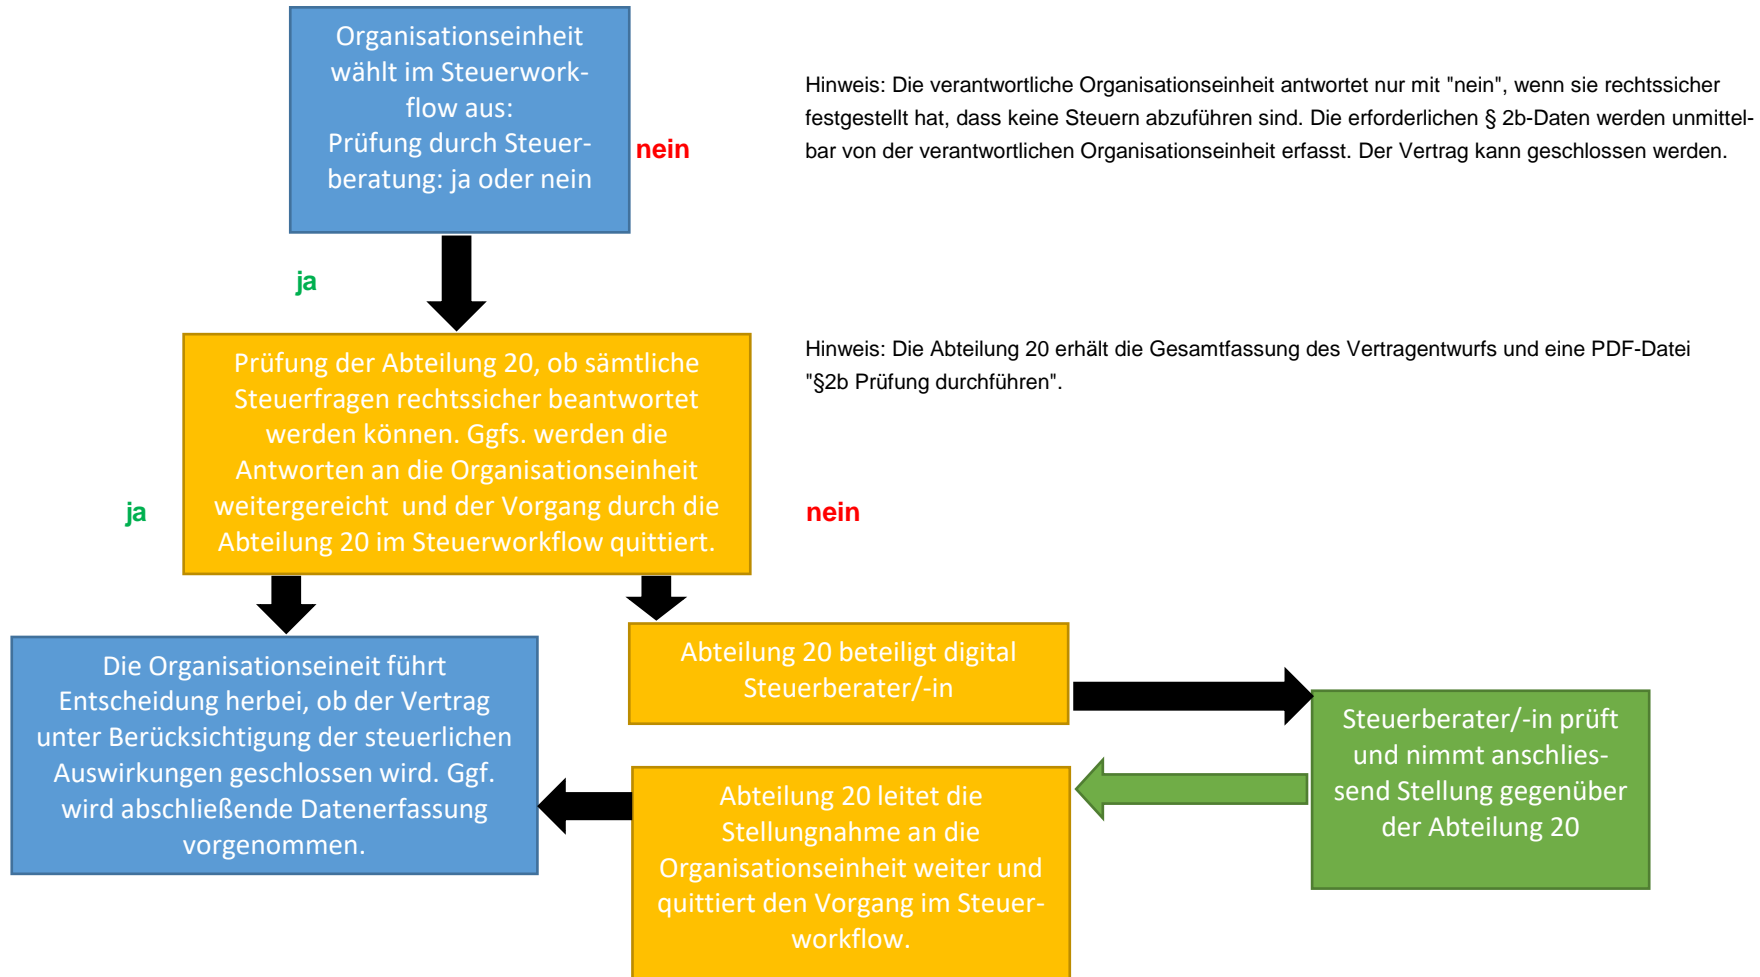 Organisationseinheit
wählt im Steuerwork-
flow aus:
Prüfung durch Steuer-
beratung: ja oder nein
nein
Hinweis: Die verantwortliche Organisationseinheit antwortet nur mit "nein", wenn sie rechtssicher
festgestellt hat, dass keine Steuern abzuführen sind. Die erforderlichen § 2b-Daten werden unmittel-
bar von der verantwortlichen Organisationseinheit erfasst. Der Vertrag kann geschlossen werden.
ja
Prüfung der Abteilung 20, ob sämtliche
Steuerfragen rechtssicher beantwortet
werden können. Ggfs. werden die
Antworten an die Organisationseinheit
weitergereicht  und der Vorgang durch die
Abteilung 20 im Steuerworkflow quittiert.
Hinweis: Die Abteilung 20 erhält die Gesamtfassung des Vertragentwurfs und eine PDF-Datei
"§2b Prüfung durchführen".
ja
nein
Die Organisationseineit führt
Entscheidung herbei, ob der Vertrag
unter Berücksichtigung der steuerlichen
Auswirkungen geschlossen wird. Ggf.
wird abschließende Datenerfassung
vorgenommen.
Abteilung 20 beteiligt digital
Steuerberater/-in
Steuerberater/-in prüft
und nimmt anschlies-
send Stellung gegenüber
der Abteilung 20
Abteilung 20 leitet die
Stellungnahme an die
Organisationseinheit weiter und
quittiert den Vorgang im Steuer-
workflow.